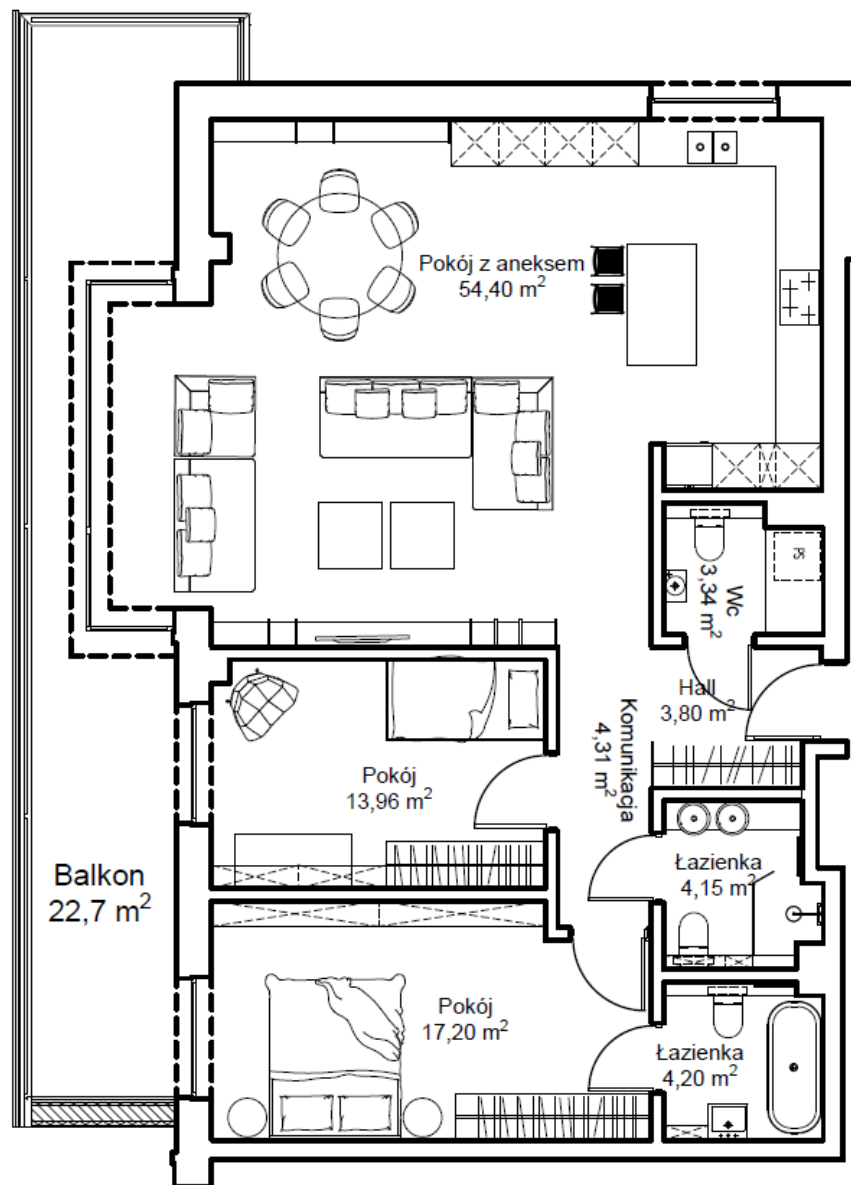 Pokój z aneksem
54,40 m²
Wc
3,34 m²
PS
Hall
3,80 m²
Komunikacja
4,31 m²
Pokój
13,96 m²
Balkon
22,7 m²
Łazienka
4,15 m²
Pokój
17,20 m²
Łazienka
4,20 m²